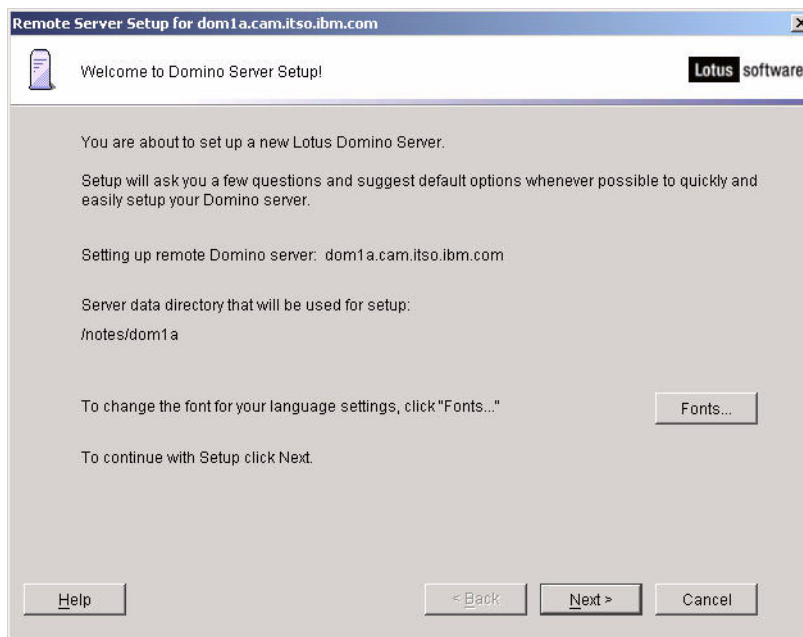 Remote Server Setup for dom1a.cam.itso.ibm.com
Welcome to Domino Server Setup!
Lotus software
You are about to set up a new Lotus Domino Server.
Setup will ask you a few questions and suggest default options whenever possible to quickly and
easily setup your Domino server.
Setting up remote Domino server: dom1a.cam.itso.ibm.com
Server data directory that will be used for setup:
/notes/dom1a
To change the font for your language settings, click "Fonts..."
Fonts...
To continue with Setup click Next.
Help
< Back
Next >
Cancel